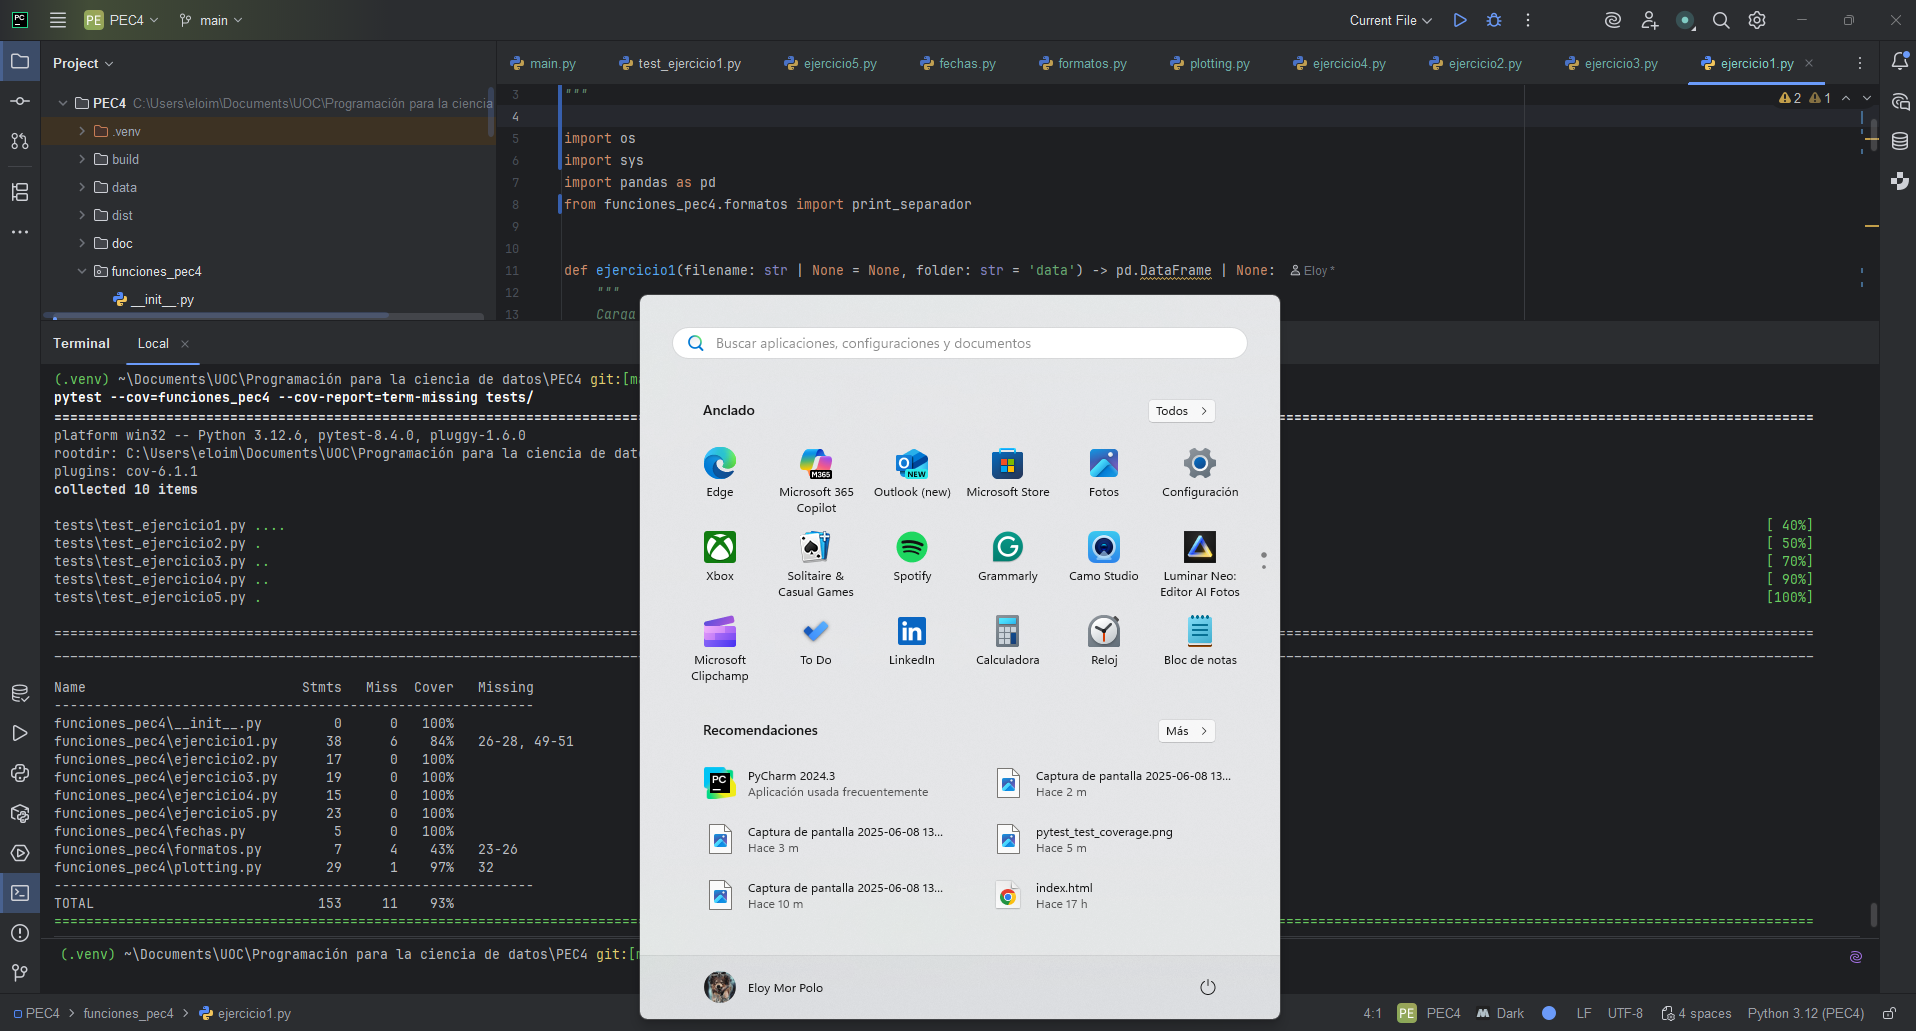 PE PEC4 main Current File
Project
main.py test_ejercicio1.py ejercicio5.py fechas.py formatos.py plotting.py ejercicio4.py ejercicio2.py ejercicio3.py ejercicio1.py
PEC4 C:\Users\eloim\Documents\UOC\Programación para la ciencia
.venv
build
data
dist
doc
funciones_pec4
__init__.py
2 1
3 """
4
5 import os
6 import sys
7 import pandas as pd
8 from funciones_pec4.formatos import print_separador
9
10
11 def ejercicio1(filename: str | None = None, folder: str = 'data') -> pd.DataFrame | None: Eloy *
12 """
13 Carga
Terminal Local
(.venv) ~\Documents\UOC\Programación para la ciencia de datos\PEC4 git:[m
pytest --cov=funciones_pec4 --cov-report=term-missing tests/
platform win32 -- Python 3.12.6, pytest-8.4.0, pluggy-1.6.0
rootdir: C:\Users\eloim\Documents\UOC\Programación para la ciencia de dat
plugins: cov-6.1.1
collected 10 items
tests\test_ejercicio1.py .... [ 40%]
tests\test_ejercicio2.py . [ 50%]
tests\test_ejercicio3.py .. [ 70%]
tests\test_ejercicio4.py .. [ 90%]
tests\test_ejercicio5.py . [100%]
Name Stmts Miss Cover Missing
funciones_pec4\__init__.py 0 0 100%
funciones_pec4\ejercicio1.py 38 6 84% 26-28, 49-51
funciones_pec4\ejercicio2.py 17 0 100%
funciones_pec4\ejercicio3.py 19 0 100%
funciones_pec4\ejercicio4.py 15 0 100%
funciones_pec4\ejercicio5.py 23 0 100%
funciones_pec4\fechas.py 5 0 100%
funciones_pec4\formatos.py 7 4 43% 23-26
funciones_pec4\plotting.py 29 1 97% 32
TOTAL 153 11 93%
(.venv) ~\Documents\UOC\Programación para la ciencia de datos\PEC4 git:[m
Buscar aplicaciones, configuraciones y documentos
Anclado Todos
Edge
Microsoft 365
Copilot
Outlook (new)
Microsoft Store
Fotos
Configuración
Xbox
Solitaire &
Casual Games
Spotify
Grammarly
Camo Studio
Luminar Neo:
Editor AI Fotos
Microsoft
Clipchamp
To Do
LinkedIn
Calculadora
Reloj
Bloc de notas
Recomendaciones Más
PyCharm 2024.3
Aplicación usada frecuentemente
Captura de pantalla 2025-06-08 13...
Hace 2 m
Captura de pantalla 2025-06-08 13...
Hace 3 m
pytest_test_coverage.png
Hace 5 m
Captura de pantalla 2025-06-08 13...
Hace 10 m
index.html
Hace 17 h
Eloy Mor Polo
PEC4 funciones_pec4 ejercicio1.py 4:1 PE PEC4 Dark LF UTF-8 4 spaces Python 3.12 (PEC4)